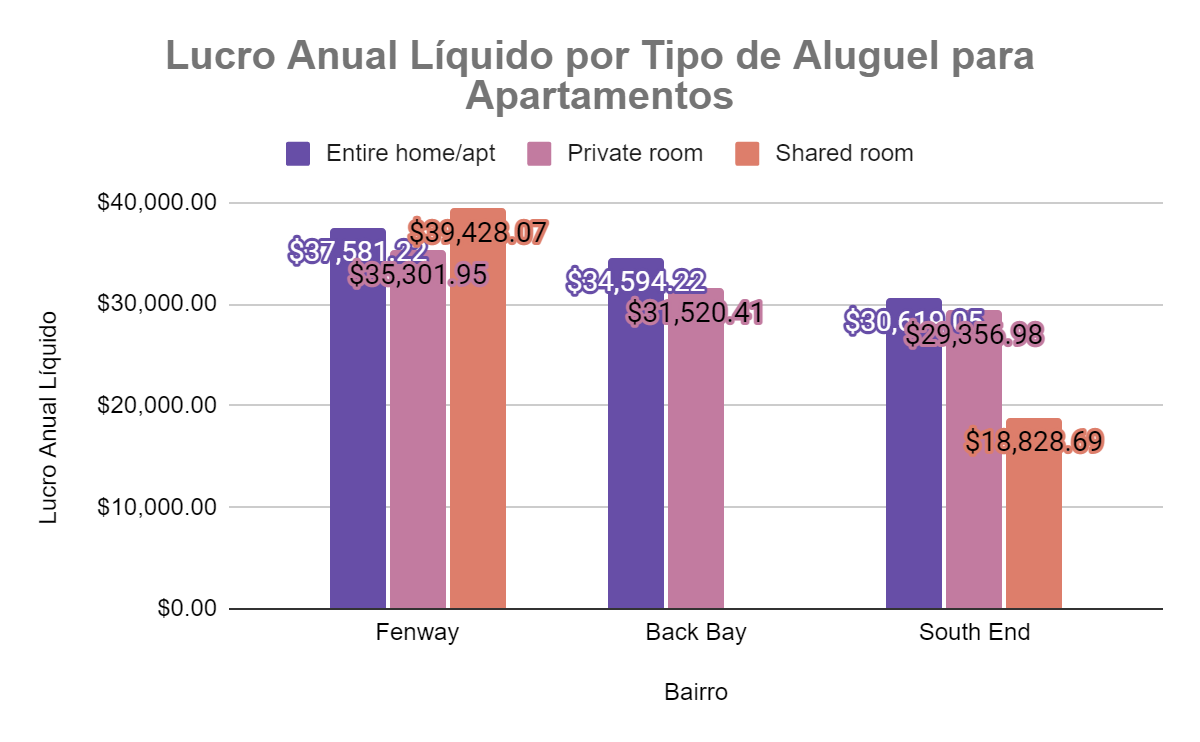 Lucro Anual Líquido por Tipo de Aluguel para
Apartamentos
Entire home/apt Private room Shared room
Lucro Anual Líquido
$40,000.00
$30,000.00
$20,000.00
$10,000.00
$0.00
$37,581.22
$35,301.95
$39,428.07
$34,594.22
$31,520.41
$30,619.05
$29,356.98
$18,828.69
Fenway Back Bay South End
Bairro